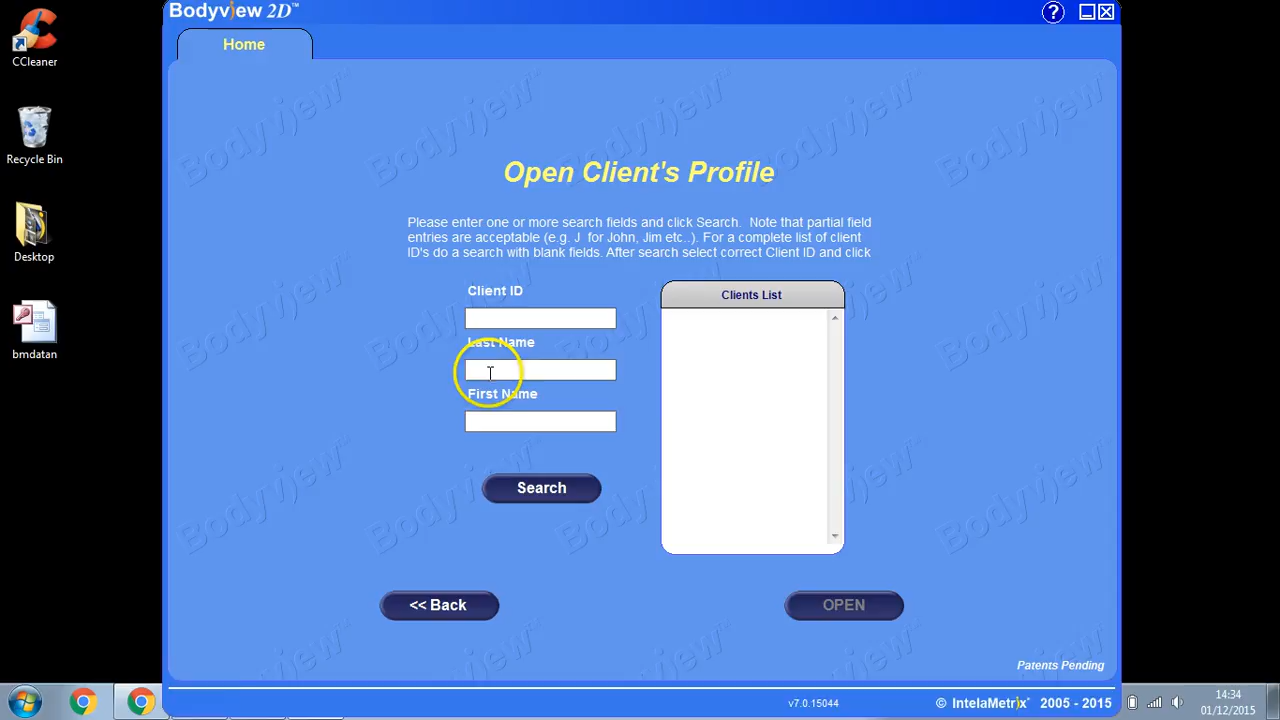 Bodyview 2D™
?
Home
CCleaner
Recycle Bin
Desktop
bmdatan
Open Client's Profile
Please enter one or more search fields and click Search. Note that partial field
entries are acceptable (e.g. J for John, Jim etc..). For a complete list of client
ID's do a search with blank fields. After search select correct Client ID and click
Client ID
Last Name
First Name
Search
Clients List
<< Back
OPEN
Patents Pending
v7.0.15044
© IntelaMetrix® 2005 - 2015
14:34
01/12/2015